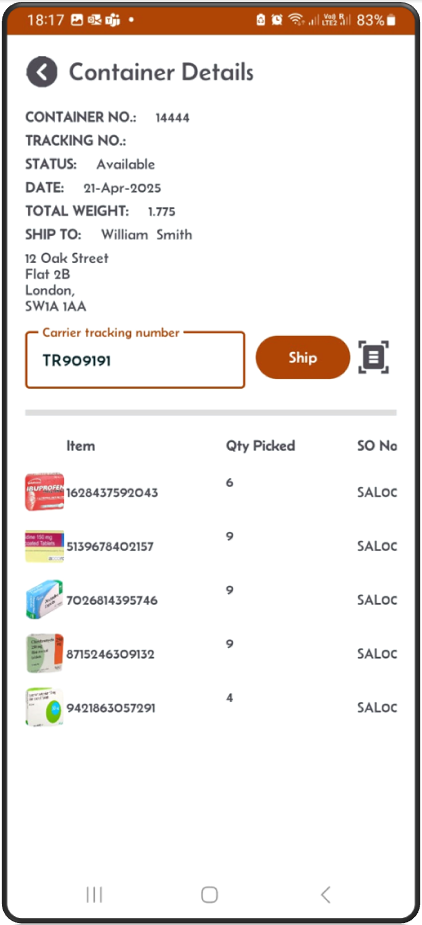 18:17 83%
Container Details
CONTAINER NO.: 14444
TRACKING NO.:
STATUS: Available
DATE: 21-Apr-2025
TOTAL WEIGHT: 1.775
SHIP TO: William Smith
12 Oak Street
Flat 2B
London,
SW1A 1AA
Carrier tracking number
TR909191
Ship
Item Qty Picked SO No
IBUPROFEN
1628437592043 6 SALOC
5139678402157 9 SALOC
7026814395746 9 SALOC
8715246309132 9 SALOC
9421863057291 4 SALOC